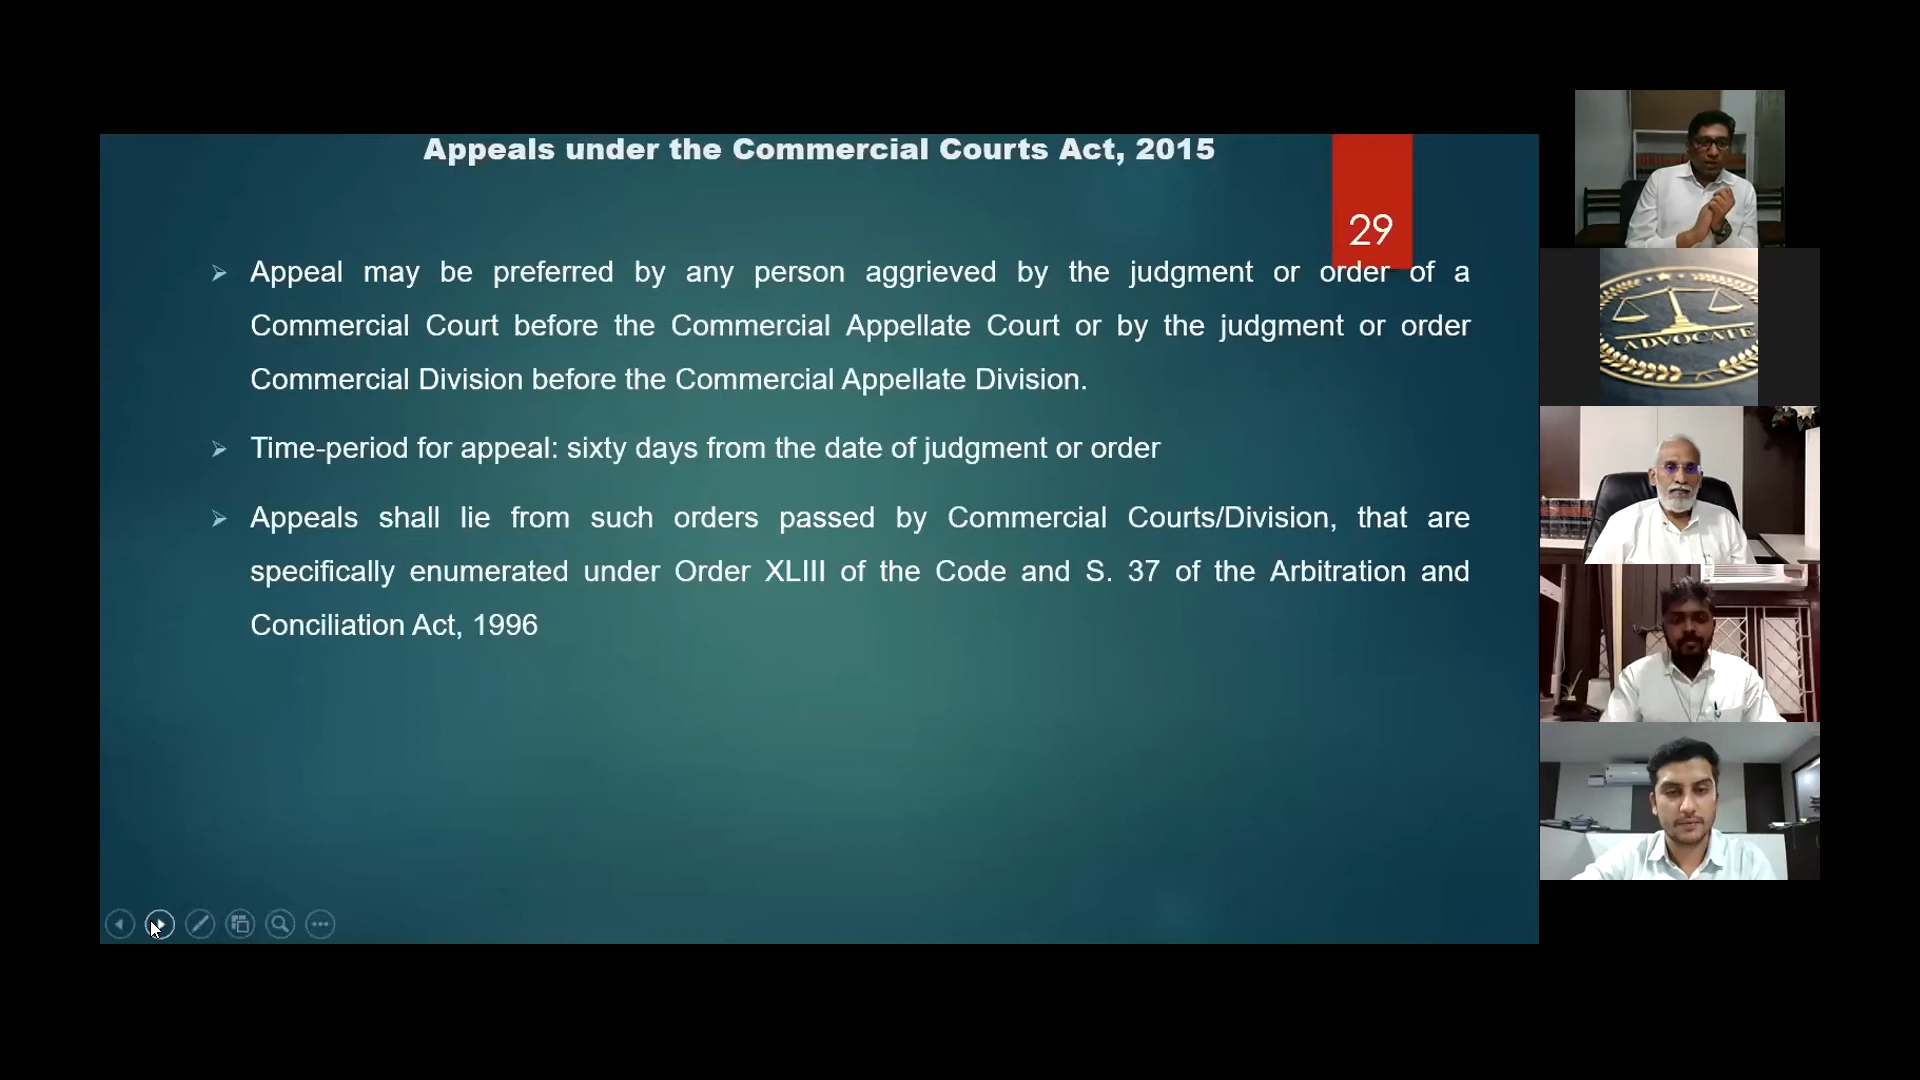 Appeals under the Commercial Courts Act, 2015
29
➢ Appeal may be preferred by any person aggrieved by the judgment or order of a
Commercial Court before the Commercial Appellate Court or by the judgment or order
Commercial Division before the Commercial Appellate Division.
➢ Time-period for appeal: sixty days from the date of judgment or order
➢ Appeals shall lie from such orders passed by Commercial Courts/Division, that are
specifically enumerated under Order XLIII of the Code and S. 37 of the Arbitration and
Conciliation Act, 1996
ADVOCATE